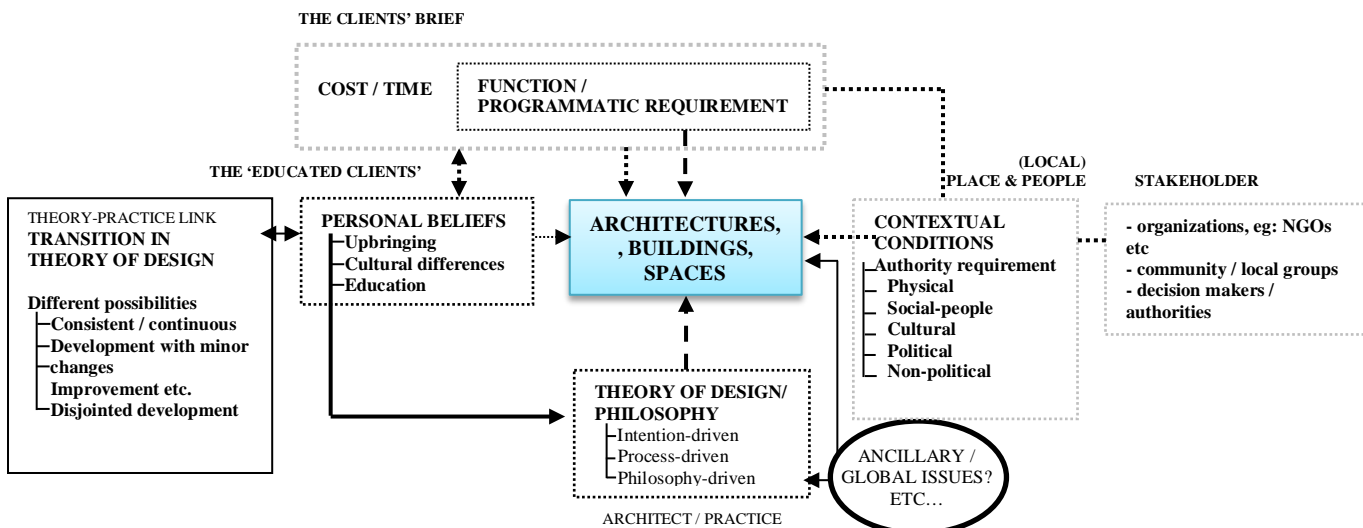 THE CLIENTS' BRIEF
COST / TIME
FUNCTION /
PROGRAMMATIC REQUIREMENT
THE 'EDUCATED CLIENTS'
(LOCAL)
PLACE & PEOPLE
STAKEHOLDER
THEORY-PRACTICE LINK
TRANSITION IN
THEORY OF DESIGN
Different possibilities
Consistent / continuous
Development with minor
changes
Improvement etc.
Disjointed development
PERSONAL BELIEFS
Upbringing
Cultural differences
Education
ARCHITECTURES,
, BUILDINGS,
SPACES
CONTEXTUAL
CONDITIONS
Authority requirement
Physical
Social-people
Cultural
Political
Non-political
- organizations, eg: NGOs
etc
- community / local groups
- decision makers /
authorities
THEORY OF DESIGN/
PHILOSOPHY
Intention-driven
Process-driven
Philosophy-driven
ARCHITECT / PRACTICE
ANCILLARY /
GLOBAL ISSUES?
ETC…